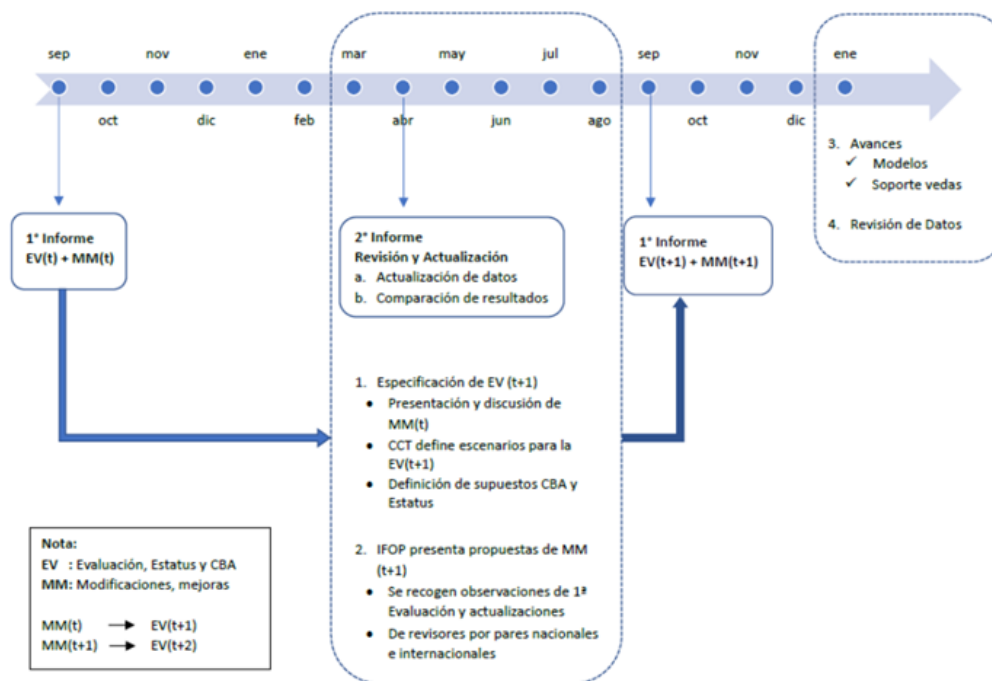 sep
nov
ene
mar
may
jul
sep
nov
ene
oct
dic
feb
abr
jun
ago
oct
dic
1° Informe
EV(t) + MM(t)
2° Informe
Revisión y Actualización
a. Actualización de datos
b. Comparación de resultados
1° Informe
EV(t+1) + MM(t+1)
3. Avances
✓ Modelos
✓ Soporte vedas
4. Revisión de Datos
1. Especificación de EV (t+1)
• Presentación y discusión de
MM(t)
• CCT define escenarios para la
EV(t+1)
• Definición de supuestos CBA y
Estatus
2. IFOP presenta propuestas de MM
(t+1)
• Se recogen observaciones de 1ª
Evaluación y actualizaciones
• De revisores por pares nacionales
e internacionales
Nota:
EV : Evaluación, Estatus y CBA
MM: Modificaciones, mejoras
MM(t) → EV(t+1)
MM(t+1) → EV(t+2)